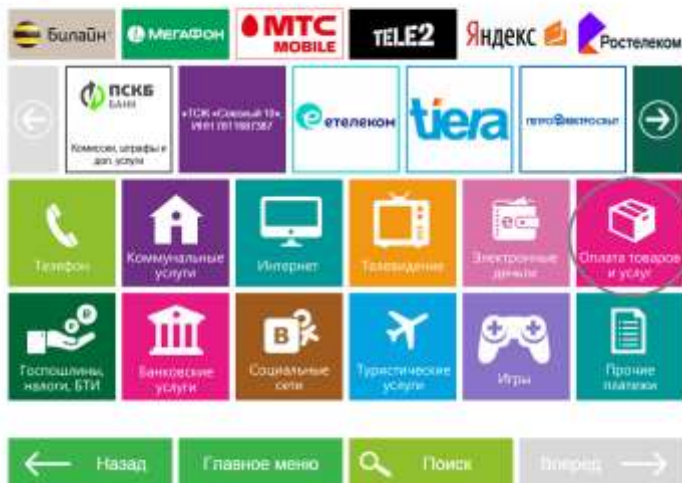 Билайн
МЕГАФОН
МТС
MOBILE
TELE2
Яндекс
Ростелеком
ПСКБ
БАНК
Комиссии, штрафы и
доп. услуги
етелеком
tiera
ПЕТРОЭЛЕКТРОСБЫТ
Телефон
Коммунальные
услуги
Интернет
Телевидение
Электронные
деньги
Оплата товаров
и услуг
Госпошлины,
налоги, БТИ
Банковские
услуги
В
Социальные
сети
Туристические
услуги
Игры
Прочие
платежи
Назад
Главное меню
Поиск
Вперед